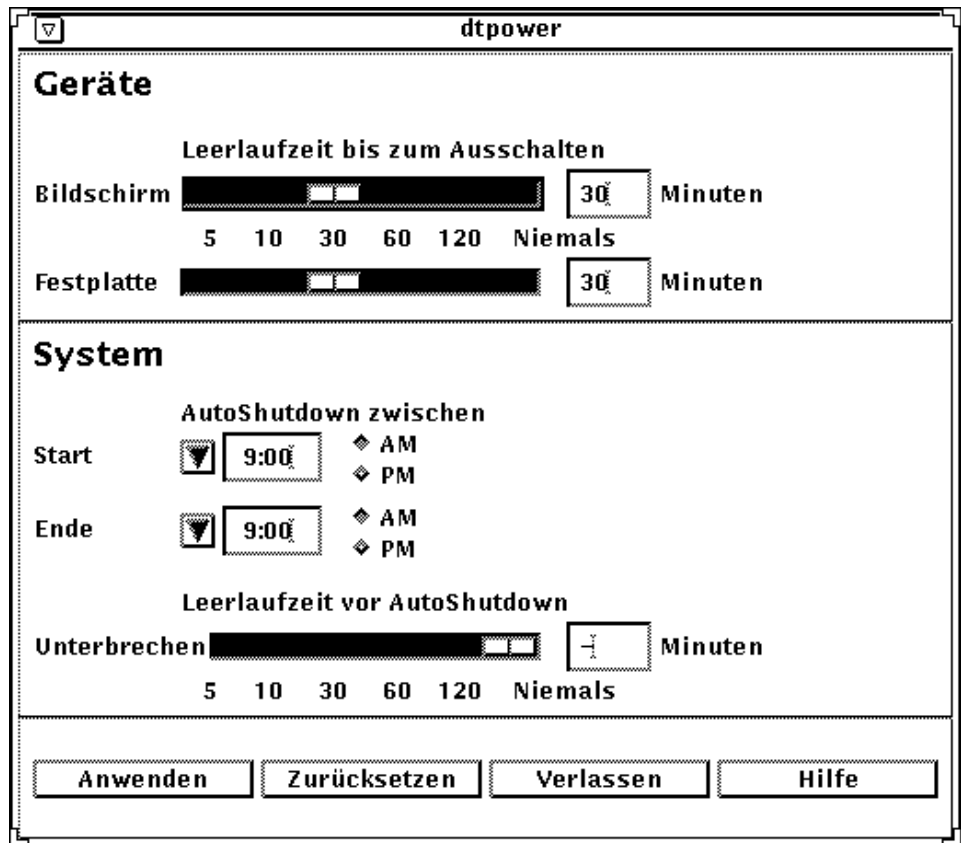 dtpower
Geräte
Leerlaufzeit bis zum Ausschalten
Bildschirm 30 Minuten
5 10 30 60 120 Niemals
Festplatte 30 Minuten
System
AutoShutdown zwischen
Start 9:00 AM
PM
Ende 9:00 AM
PM
Leerlaufzeit vor AutoShutdown
Unterbrechen - Minuten
5 10 30 60 120 Niemals
Anwenden Zurücksetzen Verlassen Hilfe